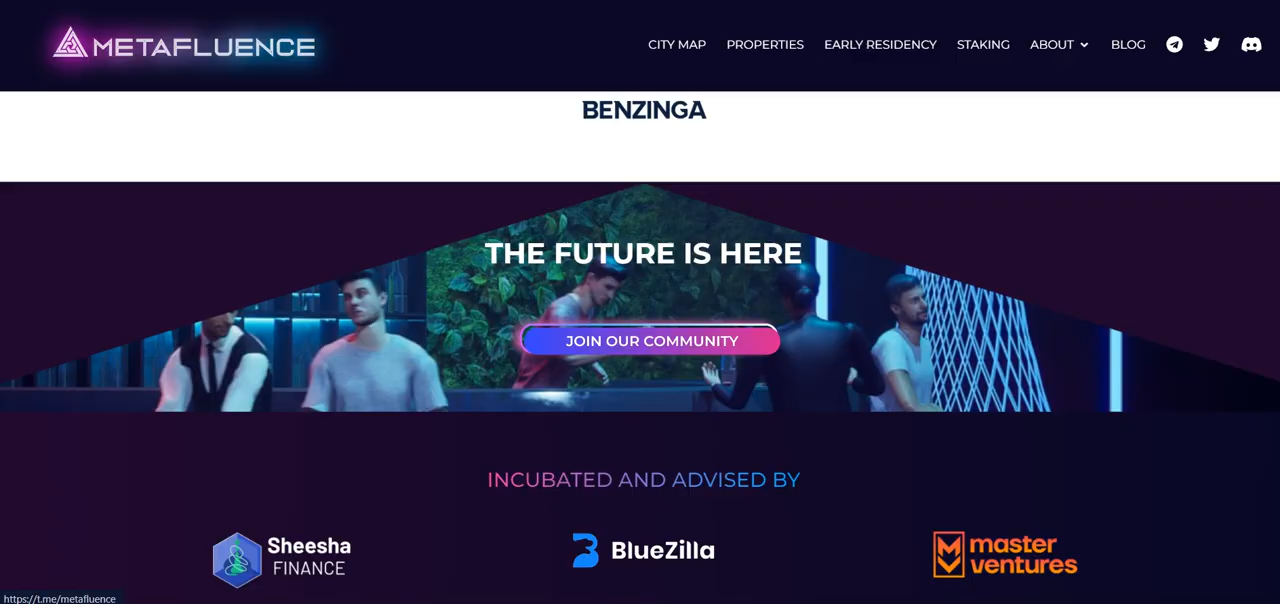 METAFLUENCE
CITY MAP PROPERTIES EARLY RESIDENCY STAKING ABOUT BLOG
BENZINGA
THE FUTURE IS HERE
JOIN OUR COMMUNITY
INCUBATED AND ADVISED BY
Sheesha
FINANCE
BlueZilla
master
ventures
https://t.me/metafluence